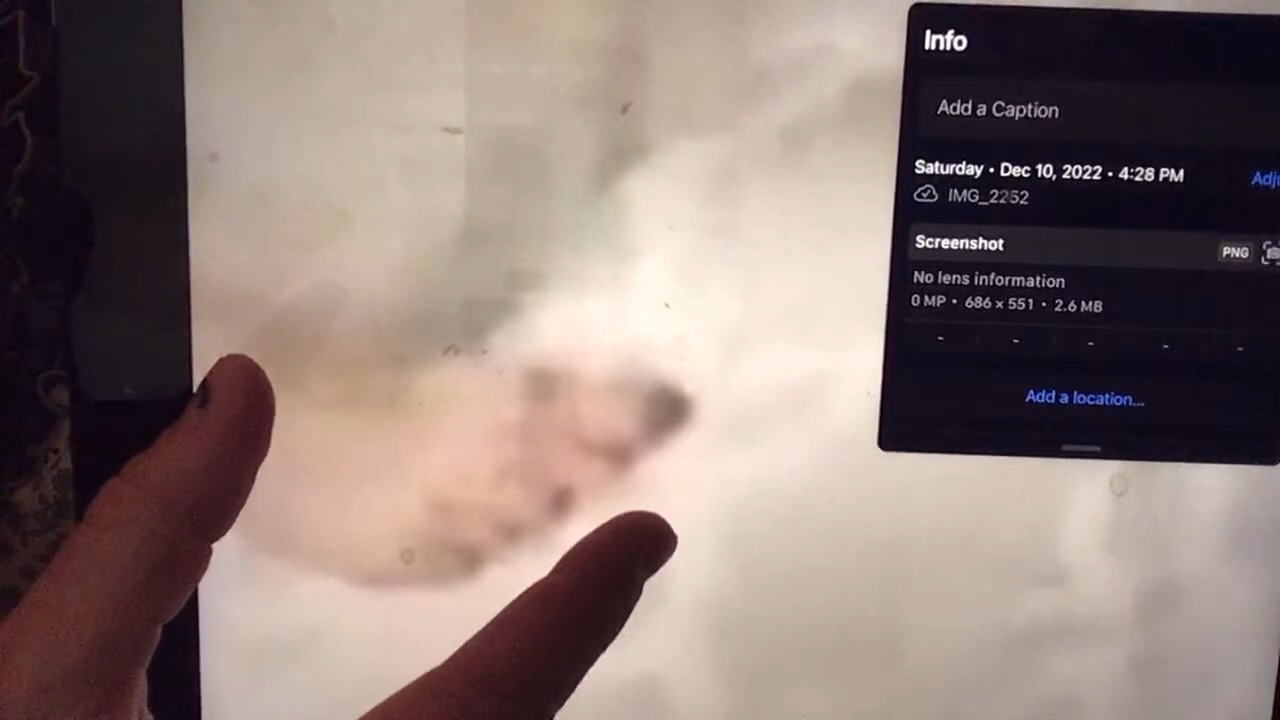 Info
Add a Caption
Saturday • Dec 10, 2022 • 4:28 PM
IMG_2252
Screenshot
PNG
No lens information
0 MP • 686 × 551 • 2.6 MB
- - - - -
Add a location...